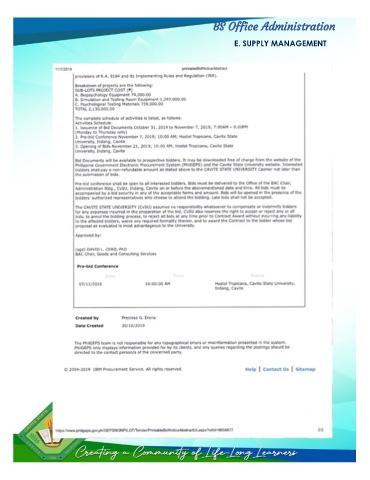 BS Office Administration
E. SUPPLY MANAGEMENT
11/7/2019 printableBidNoticeAbstract
provisions of R.A. 9184 and its Implementing Rules and Regulation (IRR).
Breakdown of projects are the following:
SUB-LOTS PROJECT COST (₱)
A. Biopsychology Equipment 74,000.00
B. Simulation and Testing Room Equipment 1,297,000.00
C. Psychological Testing Materials 759,000.00
TOTAL 2,130,000.00
The complete schedule of activities is listed, as follows:
Activities Schedule
1. Issuance of Bid Documents October 31, 2019 to November 7, 2019, 7:00AM - 6:00PM
(Monday to Thursday only)
2. Pre-bid Conference November 7, 2019; 10:00 AM; Hostel Tropicana, Cavite State
University, Indang, Cavite
3. Opening of Bids November 21, 2019; 10:00 AM; Hostel Tropicana, Cavite State
University, Indang, Cavite
Bid Documents will be available to prospective bidders. It may be downloaded free of charge from the website of the
Philippine Government Electronic Procurement System (PhilGEPS) and the Cavite State University website. Interested
bidders shall pay a non-refundable amount as stated above to the CAVITE STATE UNIVERSITY Cashier not later than
the submission of bids.
Pre-bid conference shall be open to all interested bidders. Bids must be delivered to the Office of the BAC Chair,
Administration Bldg., CvSU, Indang, Cavite on or before the abovementioned date and time. All bids must be
accompanied by a bid security in any of the acceptable forms and amount. Bids will be opened in the presence of the
bidders' authorized representatives who choose to attend the bidding. Late bids shall not be accepted.
The CAVITE STATE UNIVERSITY (CvSU) assumes no responsibility whatsoever to compensate or indemnify bidders
for any expenses incurred in the preparation of the bid. CvSU also reserves the right to accept or reject any or all
bids, to annul the bidding process, to reject all bids at any time prior to Contract Award without incurring any liability
to the affected bidders, waive any required formality therein, and to award the Contract to the bidder whose bid
proposal as evaluated is most advantageous to the University.
Approved by:
(sgd) DAVID L. CERO, PhD
BAC Chair, Goods and Consulting Services
Pre-bid Conference
Date Time Venue
07/11/2019 10:00:00 AM Hostel Tropicana, Cavite State University,
Indang, Cavite
Created by Precioso G. Erena
Date Created 30/10/2019
The PhilGEPS team is not responsible for any typographical errors or misinformation presented in the system.
PhilGEPS only displays information provided for by its clients, and any queries regarding the postings should be
directed to the contact person/s of the concerned party.
© 2004-2019 DBM Procurement Service. All rights reserved. Help | Contact Us | Sitemap
Creating a Community of Life-Long Learners